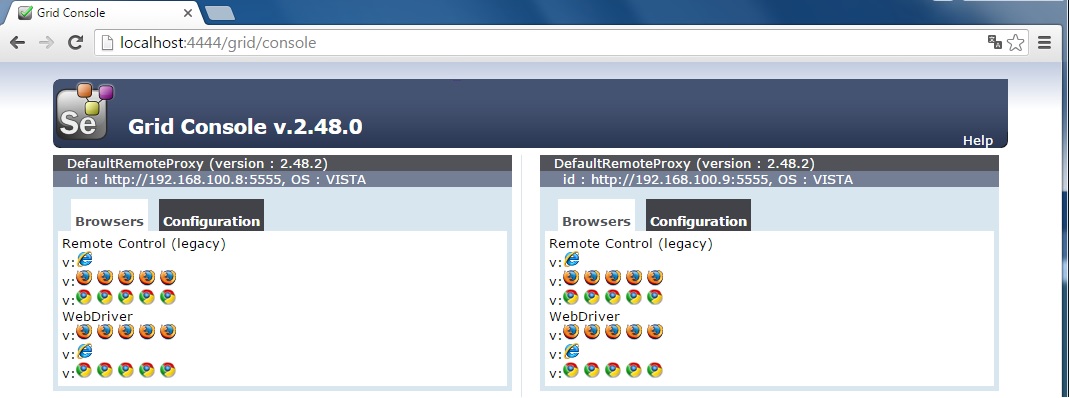 Grid Console
localhost:4444/grid/console
Se
Grid Console v.2.48.0
Help
DefaultRemoteProxy (version : 2.48.2)
id : http://192.168.100.8:5555, OS : VISTA
Browsers Configuration
Remote Control (legacy)
v:
v:
v:
WebDriver
v:
v:
v:
DefaultRemoteProxy (version : 2.48.2)
id : http://192.168.100.9:5555, OS : VISTA
Browsers Configuration
Remote Control (legacy)
v:
v:
v:
WebDriver
v:
v:
v: